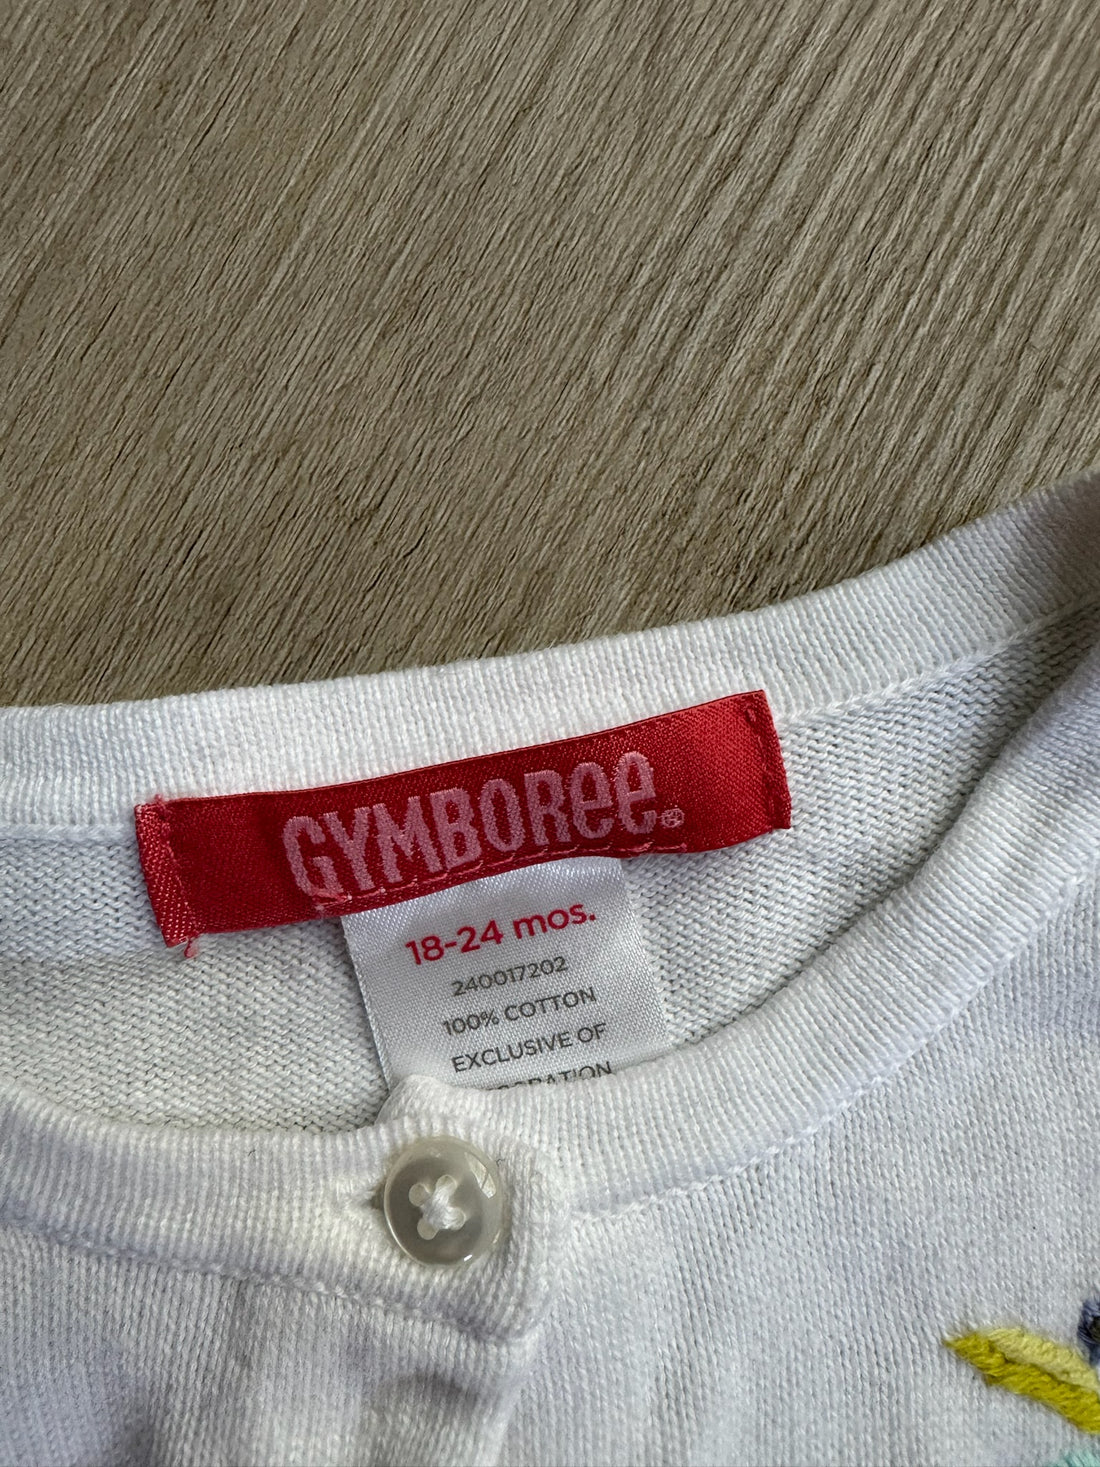 GYMBOREE®
18-24 mos.
240017202
100% COTTON
EXCLUSIVE OF